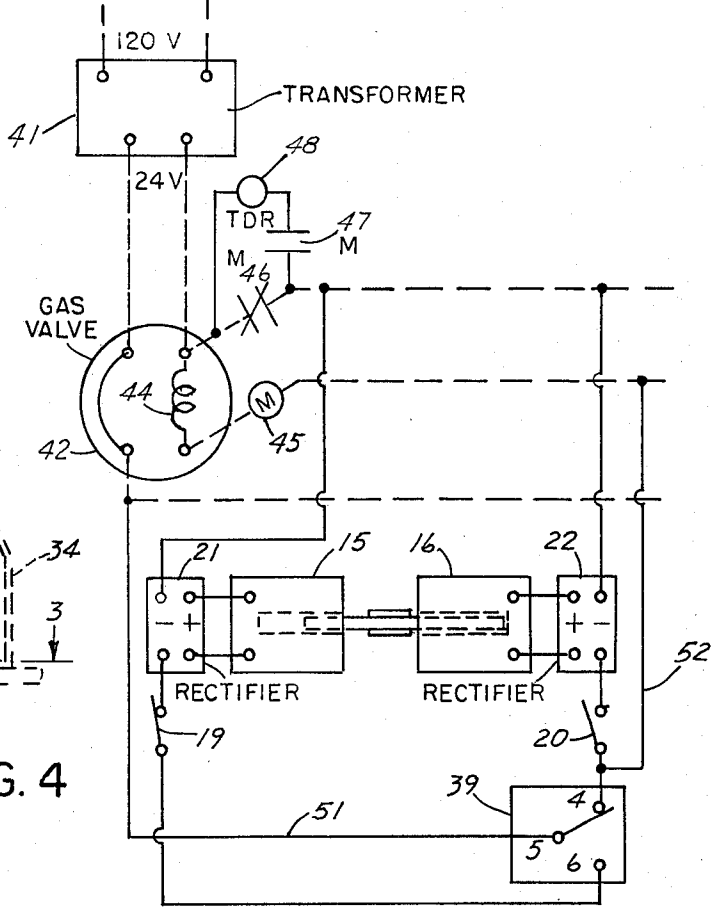 120 V
TRANSFORMER
41
24V
48
TDR
47
M
M
46
GAS
VALVE
44
M
45
42
34
3
21
15
16
22
- +
+ -
52
RECTIFIER
RECTIFIER
19
20
G. 4
39
4
51
5
6